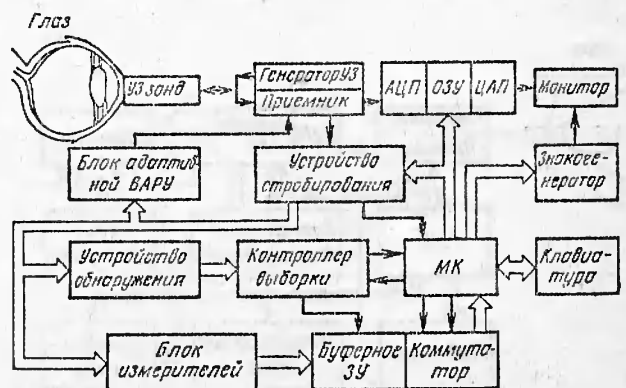 Глаз
УЗ зонд
Генератор УЗ
Приемник
АЦП
ОЗУ
ЦАП
Монитор
Блок адаптив
ной ВАРУ
Устройство
стробирования
Знакоге-
нератор
Устройство
обнаружения
Контроллер
выборки
МК
Клавиа-
тура
Блок
измерителей
Буферное
ЗУ
Коммута-
тор